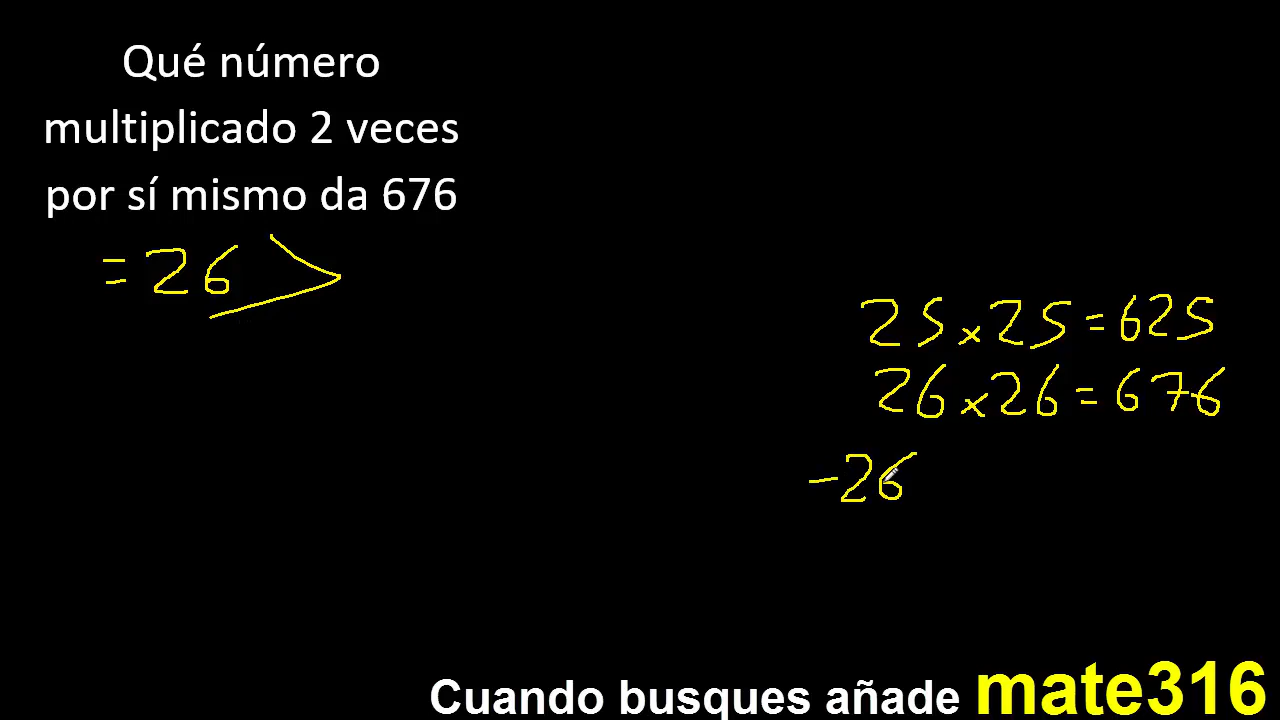 Qué número
multiplicado 2 veces
por sí mismo da 676
= 26
25 x 25 = 625
26 x 26 = 676
-26
Cuando busques añade mate316